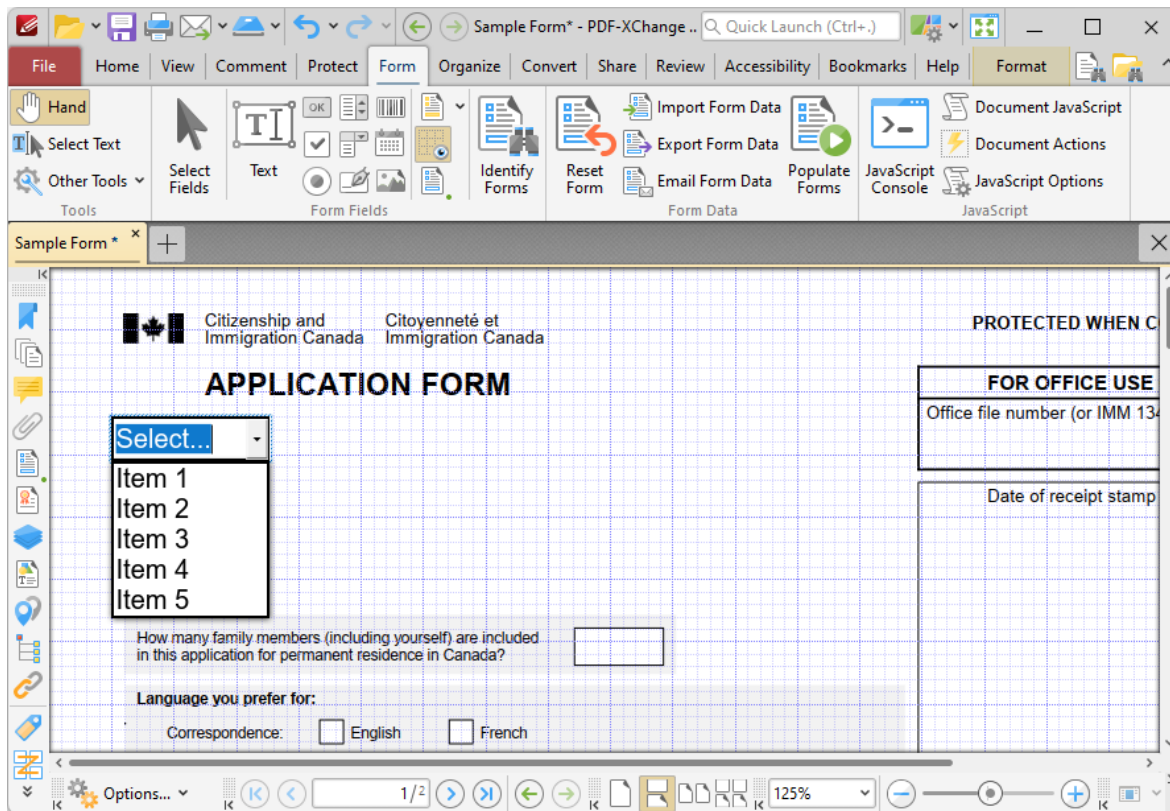 Sample Form* - PDF-XChange .. Quick Launch (Ctrl+.)
File Home View Comment Protect Form Organize Convert Share Review Accessibility Bookmarks Help Format
Hand
Select Text
Other Tools
Tools
Select Fields
Text
OK
Form Fields
Identify Forms
Reset Form
Import Form Data
Export Form Data
Email Form Data
Populate Forms
Form Data
JavaScript Console
Document JavaScript
Document Actions
JavaScript Options
JavaScript
Sample Form *
Citizenship and Citoyenneté et
Immigration Canada Immigration Canada
PROTECTED WHEN C
APPLICATION FORM
FOR OFFICE USE
Office file number (or IMM 134
Date of receipt stamp
Select...
Item 1
Item 2
Item 3
Item 4
Item 5
How many family members (including yourself) are included
in this application for permanent residence in Canada?
Language you prefer for:
Correspondence: English French
Options... 1/2 125%